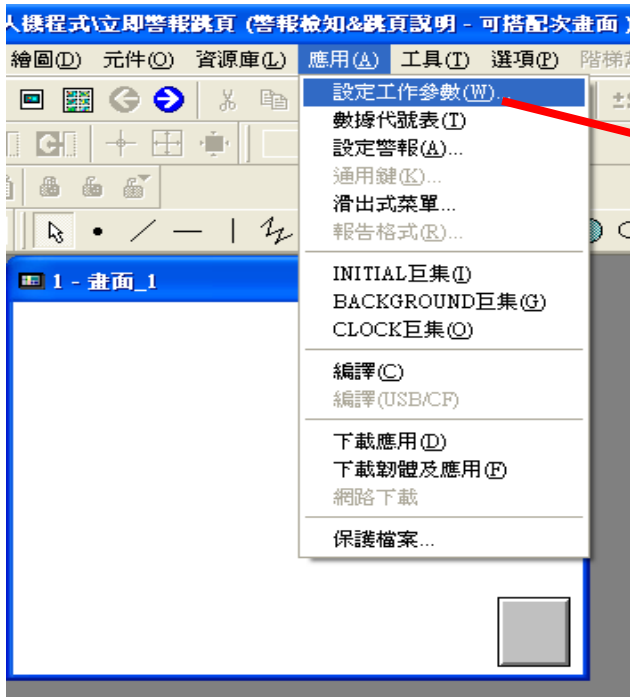 人機程式\立即警報跳頁 (警報檢知&跳頁說明 - 可搭配次畫面)
繪圖(D) 元件(O) 資源庫(L) 應用(A) 工具(T) 選項(P) 階梯
設定工作參數(W)...
數據代號表(T)
設定警報(A)...
通用鍵(K)...
滑出式菜單...
報告格式(R)...
1 - 畫面_1
INITIAL巨集(I)
BACKGROUND巨集(G)
CLOCK巨集(O)
編譯(C)
編譯(USB/CF)
下載應用(D)
下載韌體及應用(F)
網路下載
保護檔案...